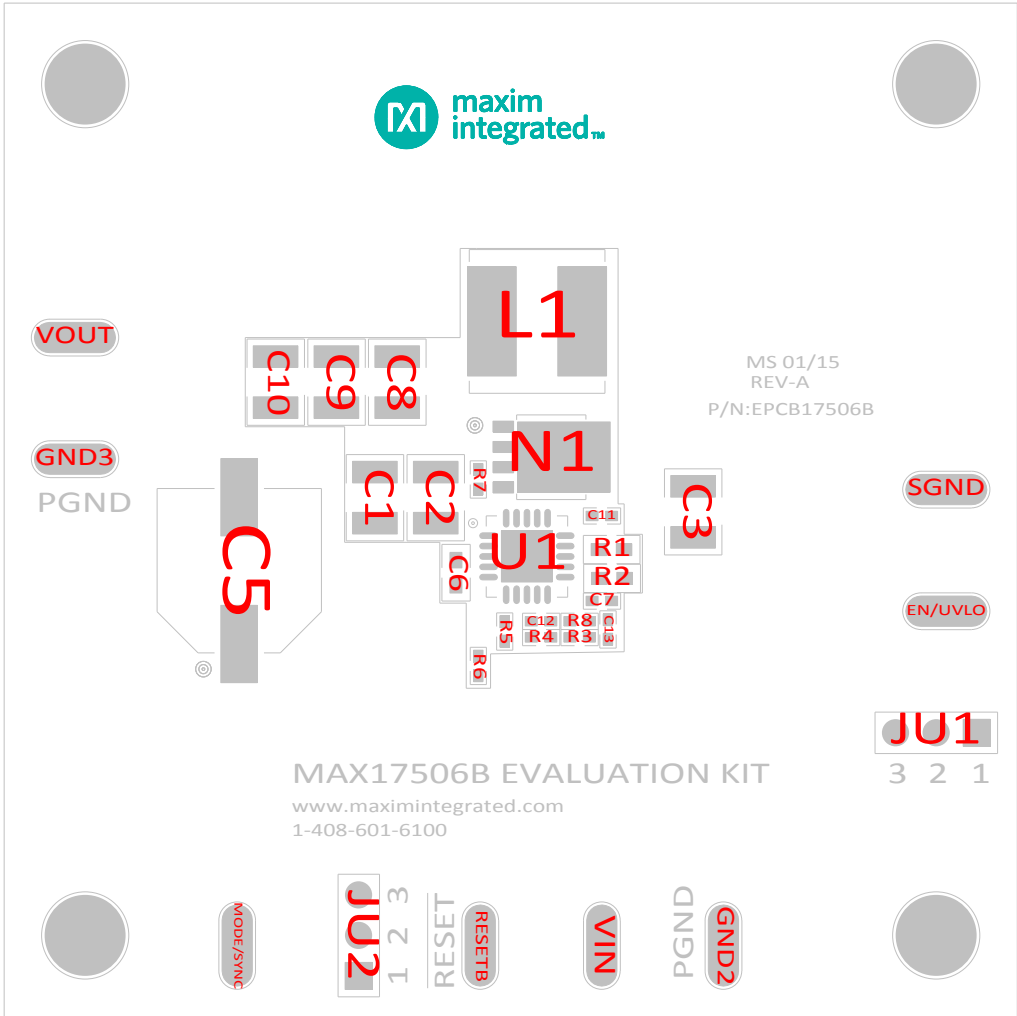 maxim
integrated™
L1
VOUT
MS 01/15
REV-A
P/N:EPCB17506B
C10
C9
C8
GND3
PGND
N1
R7
C1
C2
C3
SGND
C11
U1
R1
R2
C5
C6
C7
EN/UVLO
R5
C12
R8
C13
R4
R3
R6
JU1
3 2 1
MAX17506B EVALUATION KIT
www.maximintegrated.com
1-408-601-6100
MODE/SYNC
JU2
1 2 3
RESET
RESETB
VIN
PGND
GND2